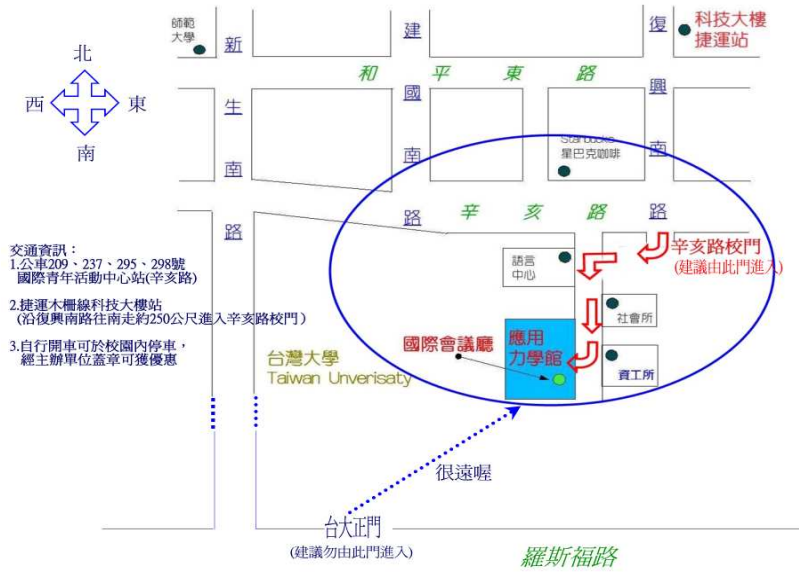 師範
大學
新生南路
建國南路
復興南路
科技大樓
捷運站
和平東路
北
西
東
南
Starbucks
星巴克咖啡
辛亥路
交通資訊：
1.公車209、237、295、298號
國際青年活動中心站(辛亥路)
2.捷運木柵線科技大樓站
(沿復興南路往南走約250公尺進入辛亥路校門)
3.自行開車可於校園內停車，
經主辦單位蓋章可獲優惠
語言
中心
辛亥路校門
(建議由此門進入)
社會所
國際會議廳
應用
力學館
資工所
台灣大學
Taiwan Unverisaty
很遠喔
台大正門
(建議勿由此門進入)
羅斯福路